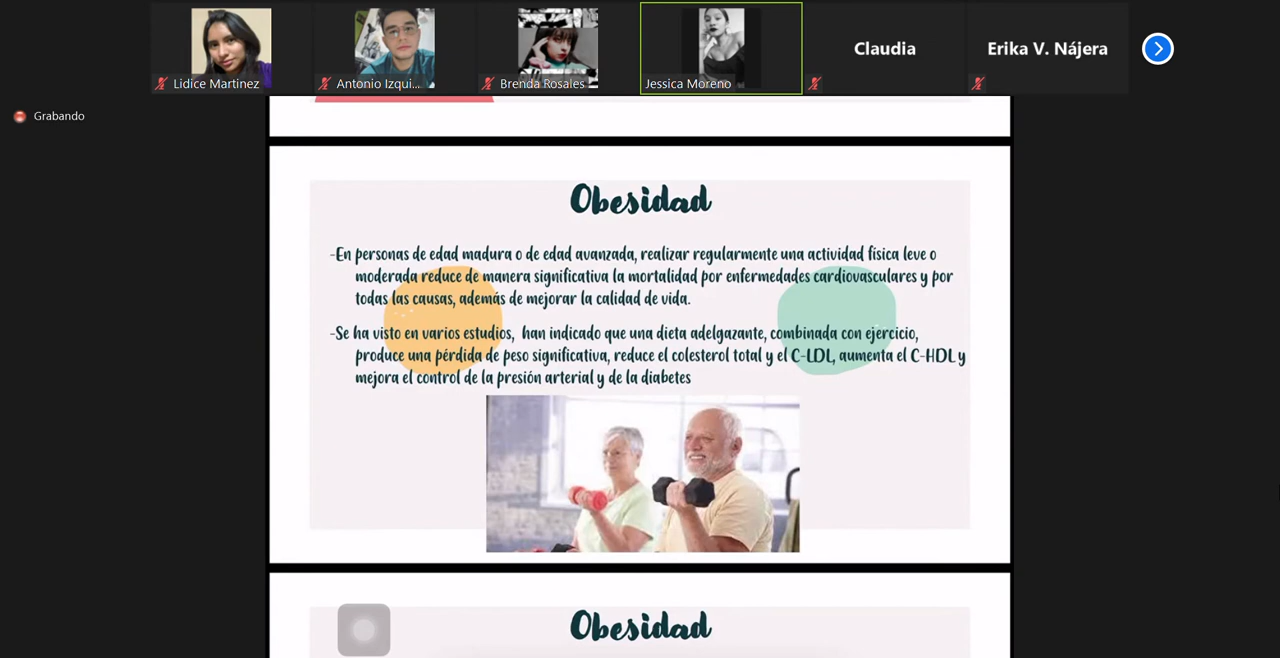 Claudia
Erika V. Nájera
Lidice Martinez
Antonio Izqui...
Brenda Rosales
Jessica Moreno
Grabando
Obesidad
-En personas de edad madura o de edad avanzada, realizar regularmente una actividad física leve o
moderada reduce de manera significativa la mortalidad por enfermedades cardiovasculares y por
todas las causas, además de mejorar la calidad de vida.
-Se ha visto en varios estudios, han indicado que una dieta adelgazante, combinada con ejercicio,
produce una pérdida de peso significativa, reduce el colesterol total y el C-LDL, aumenta el C-HDL y
mejora el control de la presión arterial y de la diabetes
Obesidad